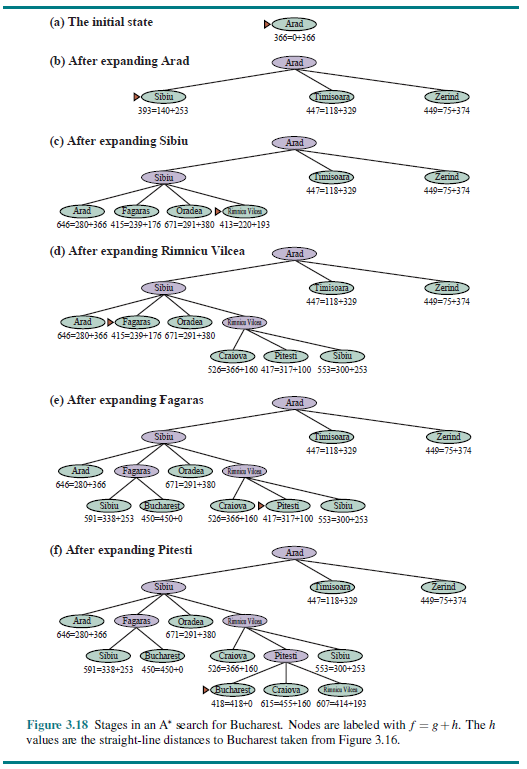 (a) The initial state
Arad
366=0+366
(b) After expanding Arad
Arad
Sibiu Timisoara Zerind
393=140+253 447=118+329 449=75+374
(c) After expanding Sibiu
Arad
Sibiu Timisoara Zerind
447=118+329 449=75+374
Arad Fagaras Oradea Rimnicu Vilcea
646=280+366 415=239+176 671=291+380 413=220+193
(d) After expanding Rimnicu Vilcea
Arad
Sibiu Timisoara Zerind
447=118+329 449=75+374
Arad Fagaras Oradea Rimnicu Vilcea
646=280+366 415=239+176 671=291+380
Craiova Pitesti Sibiu
526=366+160 417=317+100 553=300+253
(e) After expanding Fagaras
Arad
Sibiu Timisoara Zerind
447=118+329 449=75+374
Arad Fagaras Oradea Rimnicu Vilcea
646=280+366 671=291+380
Sibiu Bucharest Craiova Pitesti Sibiu
591=338+253 450=450+0 526=366+160 417=317+100 553=300+253
(f) After expanding Pitesti
Arad
Sibiu Timisoara Zerind
447=118+329 449=75+374
Arad Fagaras Oradea Rimnicu Vilcea
646=280+366 671=291+380
Sibiu Bucharest Craiova Pitesti Sibiu
591=338+253 450=450+0 526=366+160 553=300+253
Bucharest Craiova Rimnicu Vilcea
418=418+0 615=455+160 607=414+193
Figure 3.18 Stages in an A* search for Bucharest. Nodes are labeled with f = g+h. The h
values are the straight-line distances to Bucharest taken from Figure 3.16.